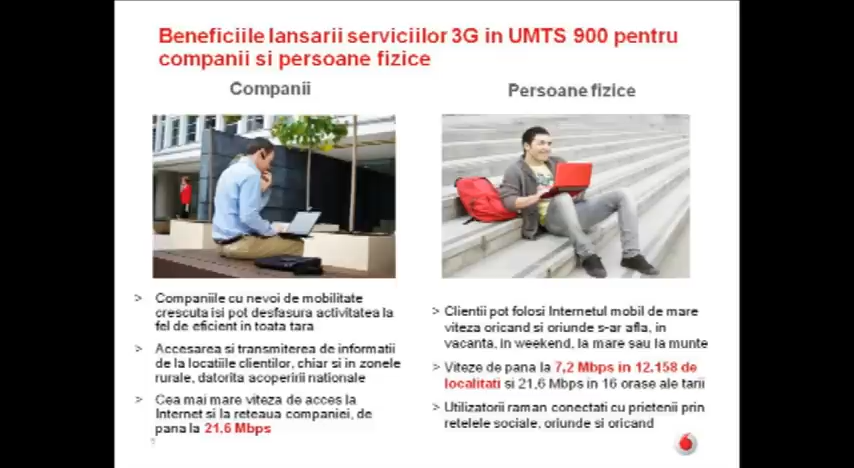 Beneficiile lansarii serviciilor 3G in UMTS 900 pentru
companii si persoane fizice
Companii
> Companiile cu nevoi de mobilitate
crescuta isi pot desfasura activitatea la
fel de eficient in toata tara
> Accesarea si transmiterea de informatii
de la locatiile clientilor, chiar si in zonele
rurale, datorita acoperirii nationale
> Cea mai mare viteza de acces la
Internet si la reteaua companiei, de
pana la 21.6 Mbps
Persoane fizice
> Clientii pot folosi Internetul mobil de mare
viteza oricand si oriunde s-ar afla, in
vacanta, in weekend, la mare sau la munte
> Viteze de pana la 7,2 Mbps in 12.158 de
localitati si 21,6 Mbps in 16 orase ale tarii
> Utilizatorii raman conectati cu prietenii prin
retelele sociale, oriunde si oricand